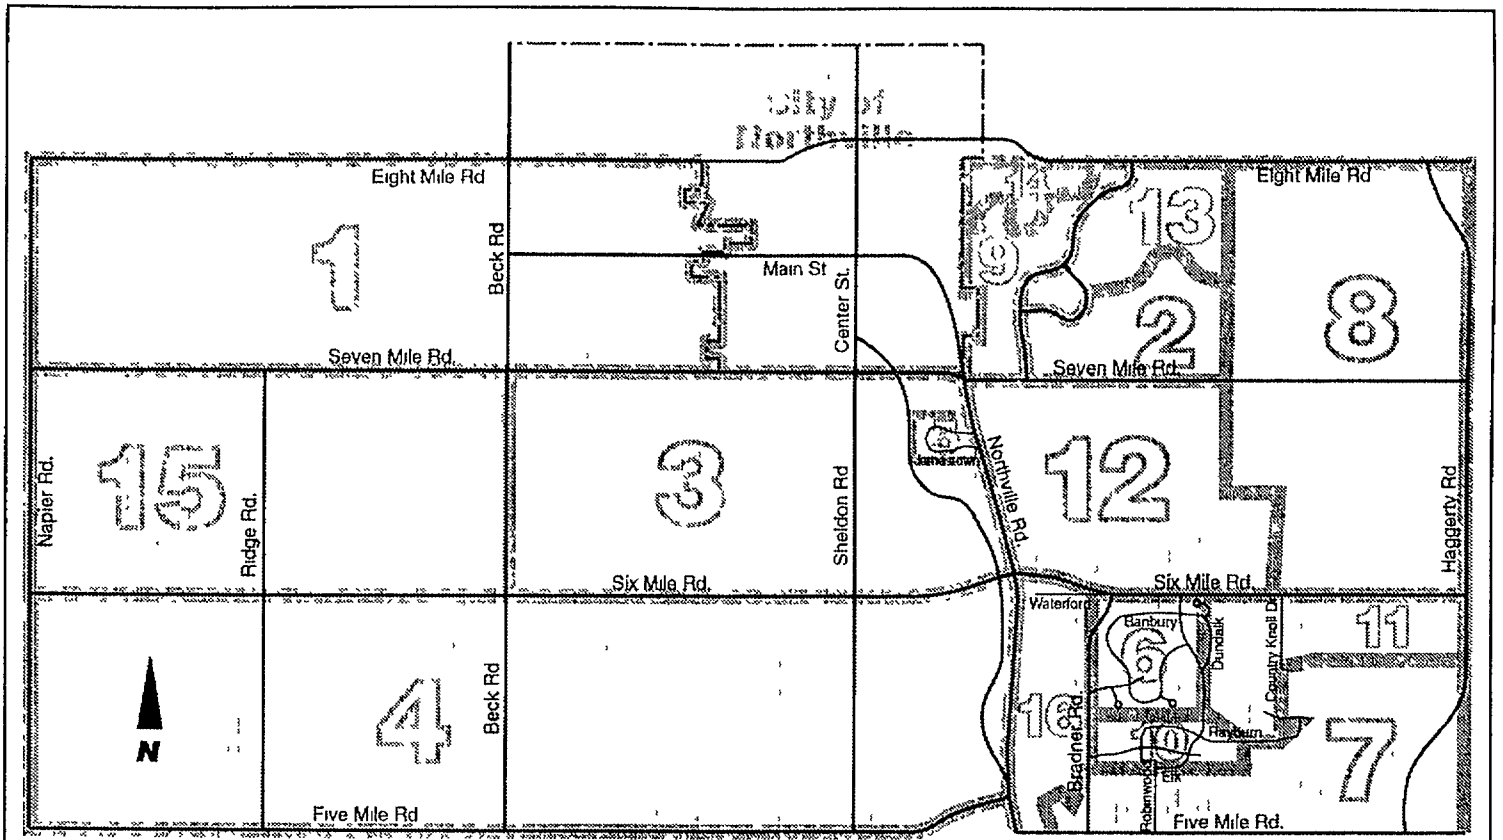 City of
Northville
Eight Mile Rd
Eight Mile Rd
14
13
9
1
Beck Rd
Main St
Center St.
2
8
Seven Mile Rd.
Seven Mile Rd.
Napier Rd.
15
Ridge Rd.
3
Sheldon Rd
Jamestown
Northville Rd.
12
Haggerty Rd
Six Mile Rd.
Six Mile Rd.
Waterford
Banbury
6
Dundalk
Country Knoll Dr
11
N
4
Beck Rd
16
Bradner Rd.
10
Rayburn
Elk
Robinwood
7
Five Mile Rd
Five Mile Rd.